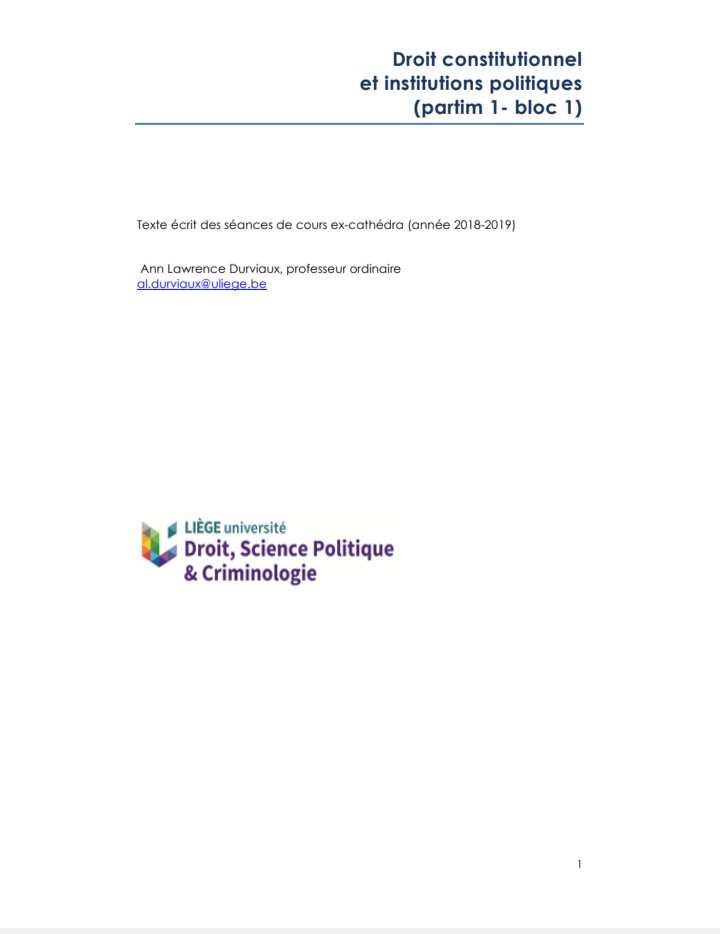 Droit constitutionnel
et institutions politiques
(partim 1- bloc 1)
Texte écrit des séances de cours ex-cathédra (année 2018-2019)
Ann Lawrence Durviaux, professeur ordinaire
al.durviaux@uliege.be
LIÈGE université
Droit, Science Politique
& Criminologie
1